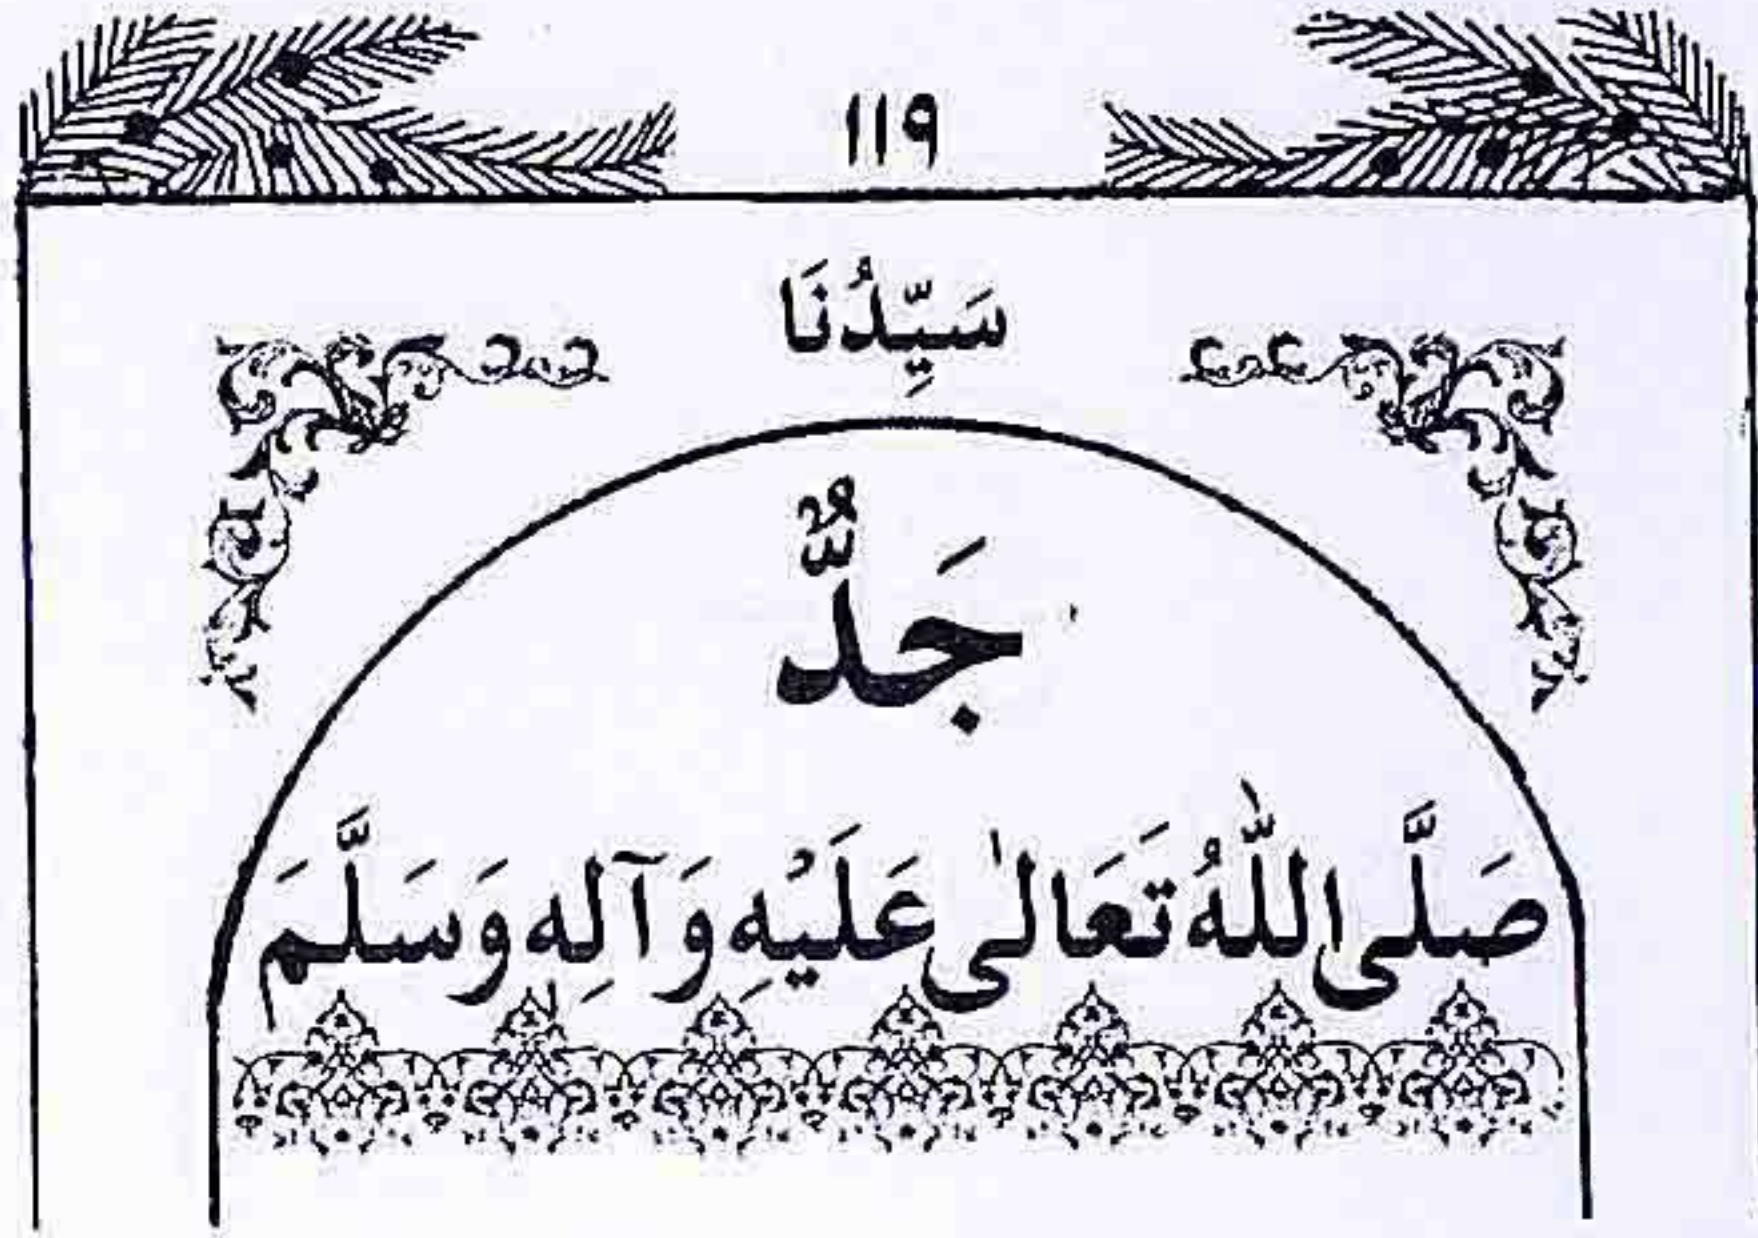 ١١٩
سَيِّدُنَا
جَدٌّ
صَلَّى اللّٰهُ تَعَالٰى عَلَيْهِ وَآلِهٖ وَسَلَّمَ